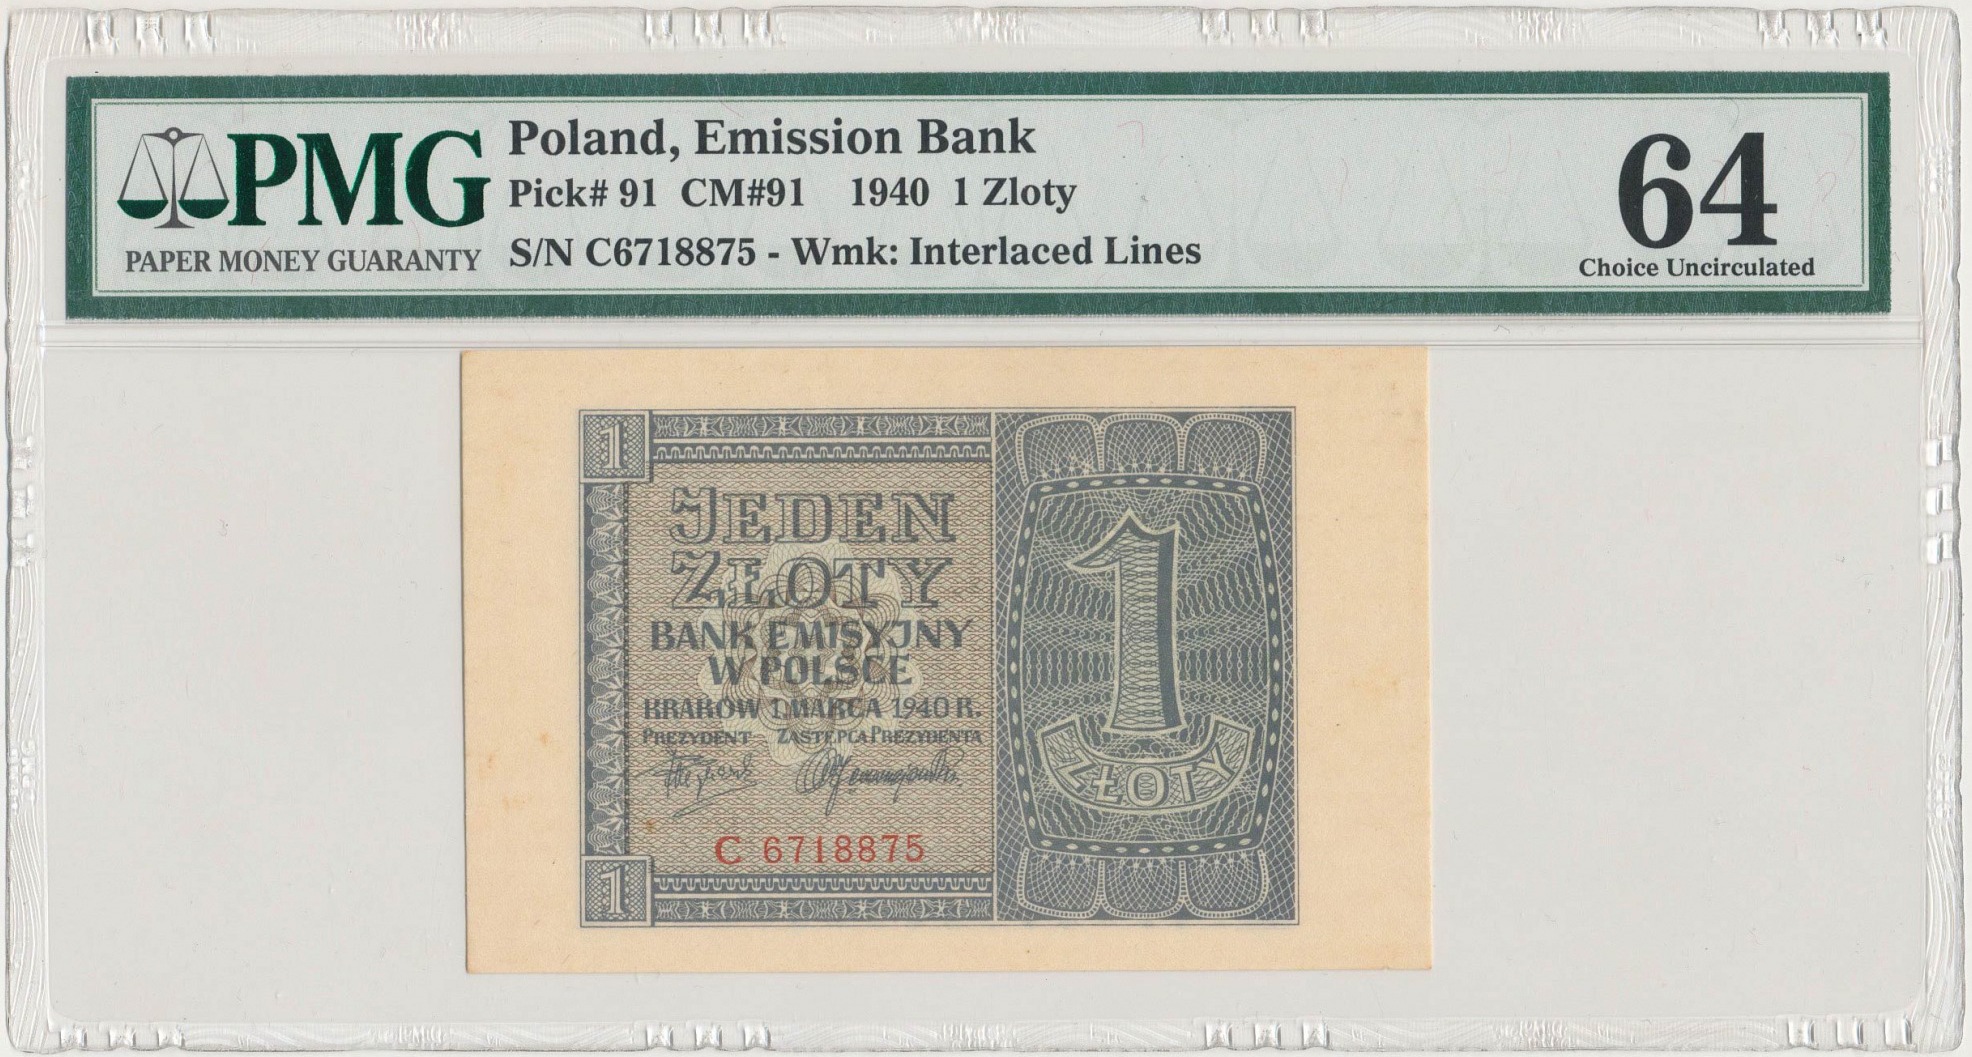 PMG
PAPER MONEY GUARANTY
Poland, Emission Bank
Pick# 91 CM#91 1940 1 Zloty
S/N C6718875 - Wmk: Interlaced Lines
64
Choice Uncirculated
1
JEDEN
ZŁOTY
BANK EMISYJNY
W POLSCE
KRAKÓW 1 MARCA 1940 R.
PREZYDENT ZASTĘPCA PREZYDENTA
C 6718875
1
1
ZŁOTY